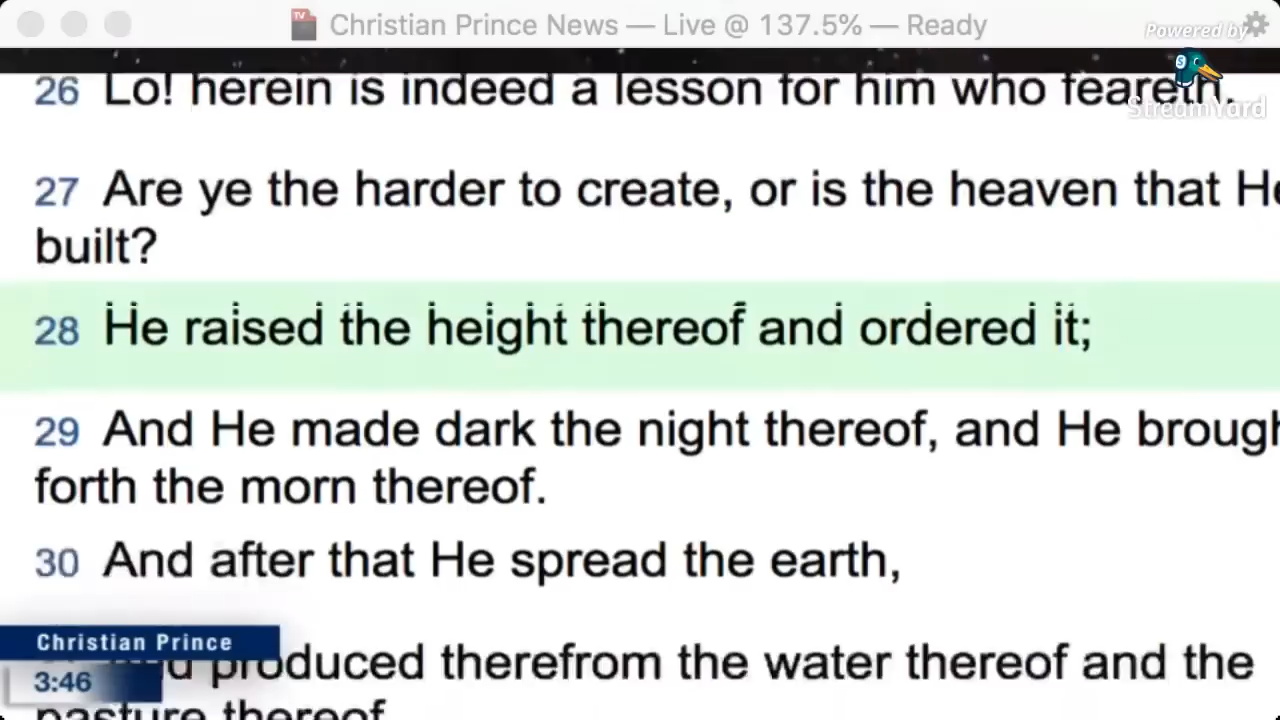 Christian Prince News — Live @ 137.5% — Ready
Powered by
StreamYard
26 Lo! herein is indeed a lesson for him who feareth.
27 Are ye the harder to create, or is the heaven that He
built?
28 He raised the height thereof and ordered it;
29 And He made dark the night thereof, and He brough
forth the morn thereof.
30 And after that He spread the earth,
produced therefrom the water thereof and the
pasture thereof
Christian Prince
3:46